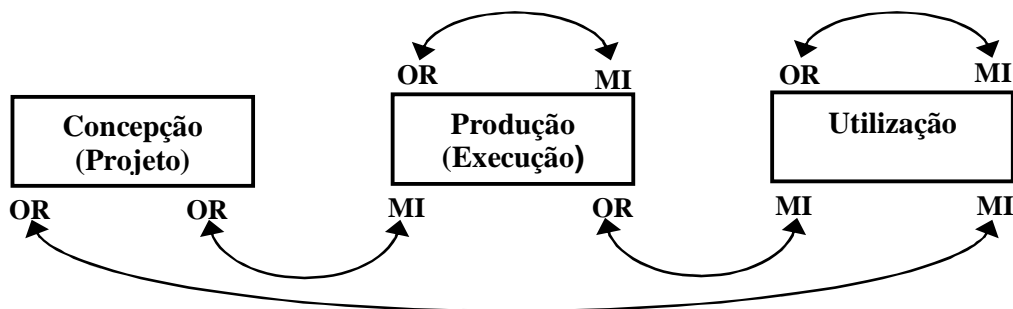 OR MI OR MI
Concepção
(Projeto)
Produção
(Execução)
Utilização
OR OR MI OR MI MI